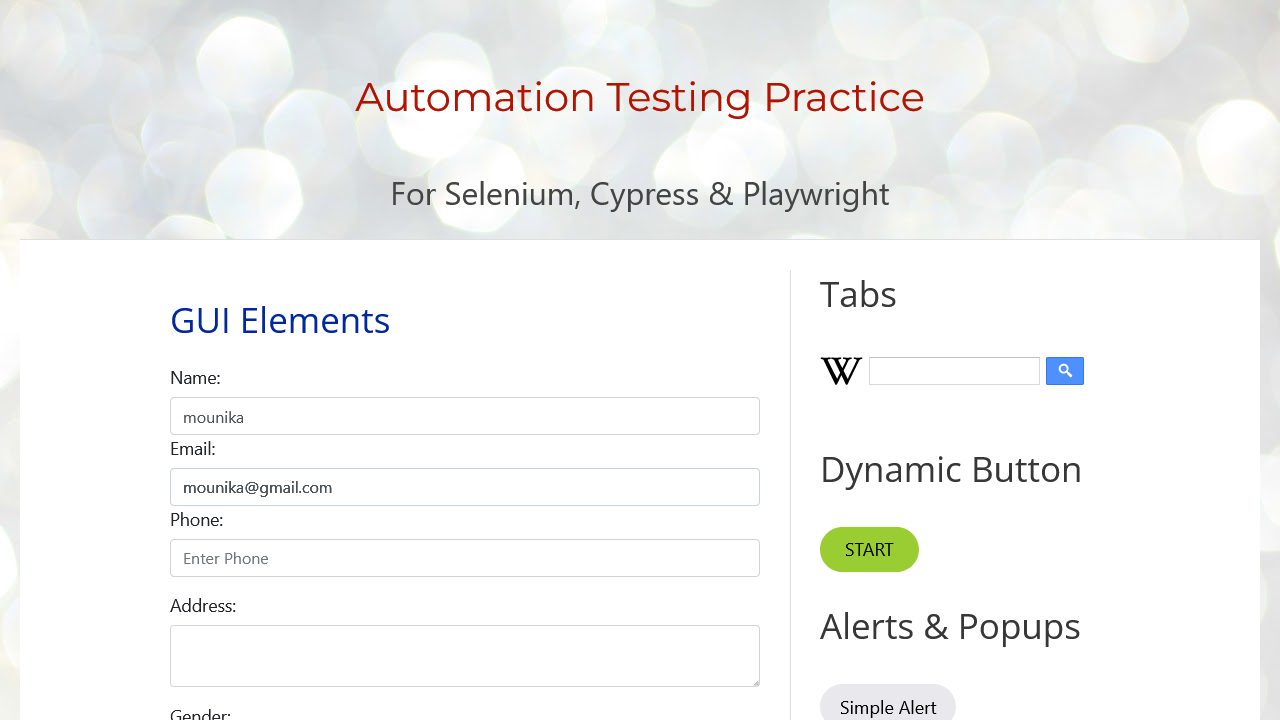 Automation Testing Practice
For Selenium, Cypress & Playwright
GUI Elements
Name:
mounika
Email:
mounika@gmail.com
Phone:
Enter Phone
Address:
Gender:
Tabs
W
Dynamic Button
START
Alerts & Popups
Simple Alert